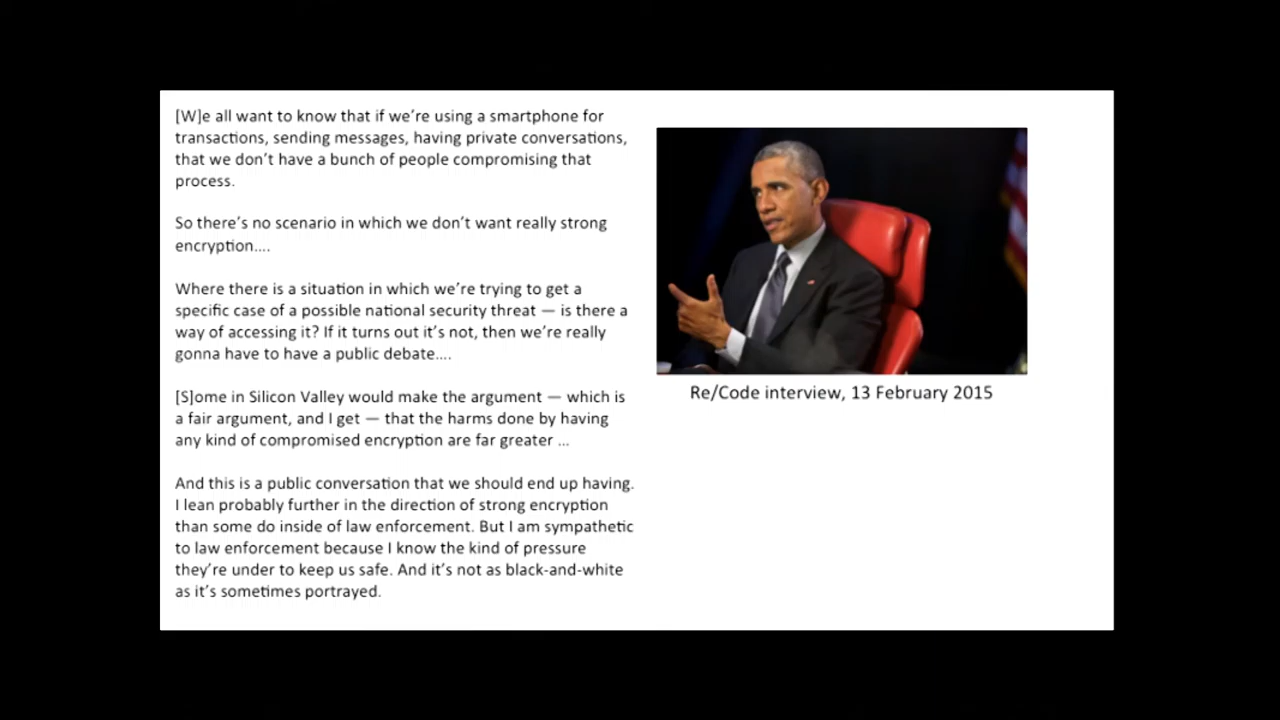 [W]e all want to know that if we’re using a smartphone for
transactions, sending messages, having private conversations,
that we don’t have a bunch of people compromising that
process.
So there’s no scenario in which we don’t want really strong
encryption....
Where there is a situation in which we’re trying to get a
specific case of a possible national security threat — is there a
way of accessing it? If it turns out it’s not, then we’re really
gonna have to have a public debate....
[S]ome in Silicon Valley would make the argument — which is
a fair argument, and I get — that the harms done by having
any kind of compromised encryption are far greater ...
And this is a public conversation that we should end up having.
I lean probably further in the direction of strong encryption
than some do inside of law enforcement. But I am sympathetic
to law enforcement because I know the kind of pressure
they’re under to keep us safe. And it’s not as black-and-white
as it’s sometimes portrayed.
Re/Code interview, 13 February 2015